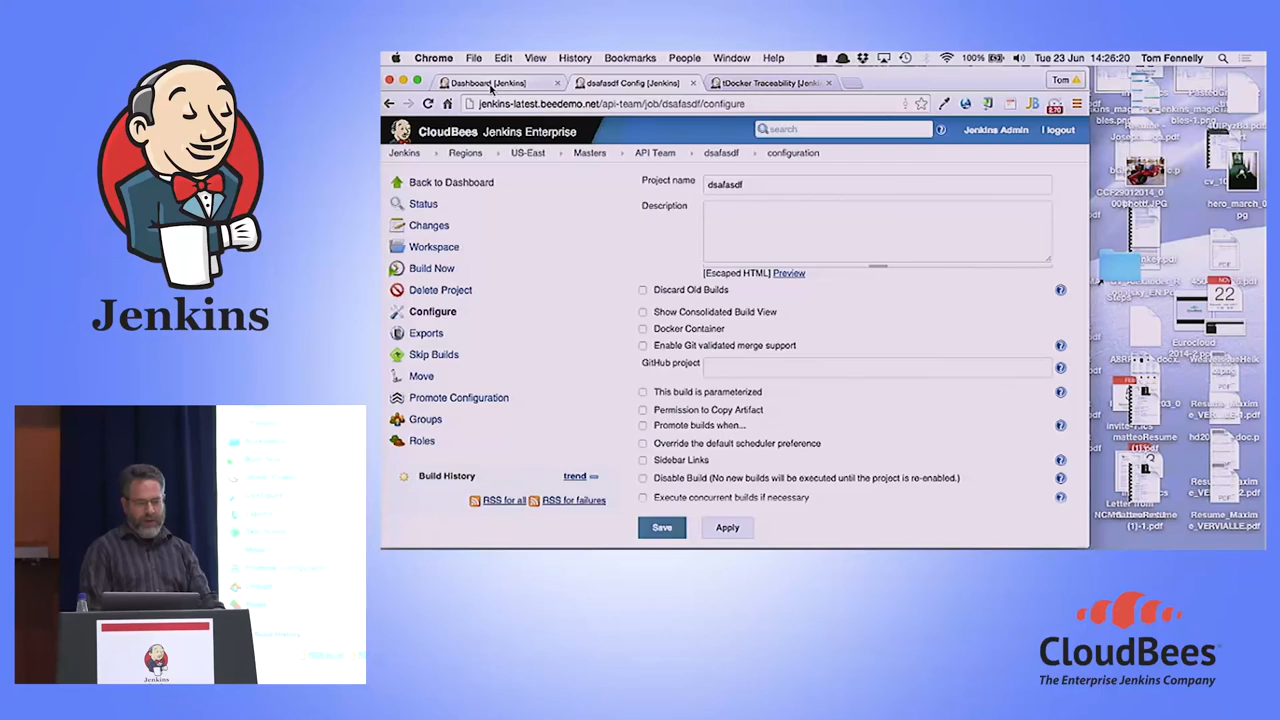 Chrome File Edit View History Bookmarks People Window Help 100% Tue 23 Jun 14:26:20 Tom Fennelly
Dashboard [Jenkins] dsafasdf Config [Jenkins] tDocker Traceability [Jenkin Tom
jenkins-latest.beedemo.net/api-team/job/dsafasdf/configure
CloudBees Jenkins Enterprise search Jenkins Admin logout
Jenkins Regions US-East Masters API Team dsafasdf configuration
Back to Dashboard
Status
Changes
Workspace
Build Now
Delete Project
Configure
Exports
Skip Builds
Move
Promote Configuration
Groups
Roles
Build History trend
RSS for all RSS for failures
Project name dsafasdf
Description
[Escaped HTML] Preview
Discard Old Builds
Show Consolidated Build View
Docker Container
Enable Git validated merge support
GitHub project
This build is parameterized
Permission to Copy Artifact
Promote builds when...
Override the default scheduler preference
Sidebar Links
Disable Build (No new builds will be executed until the project is re-enabled.)
Execute concurrent builds if necessary
Save Apply
Jenkins
Jenkins
CloudBees
The Enterprise Jenkins Company